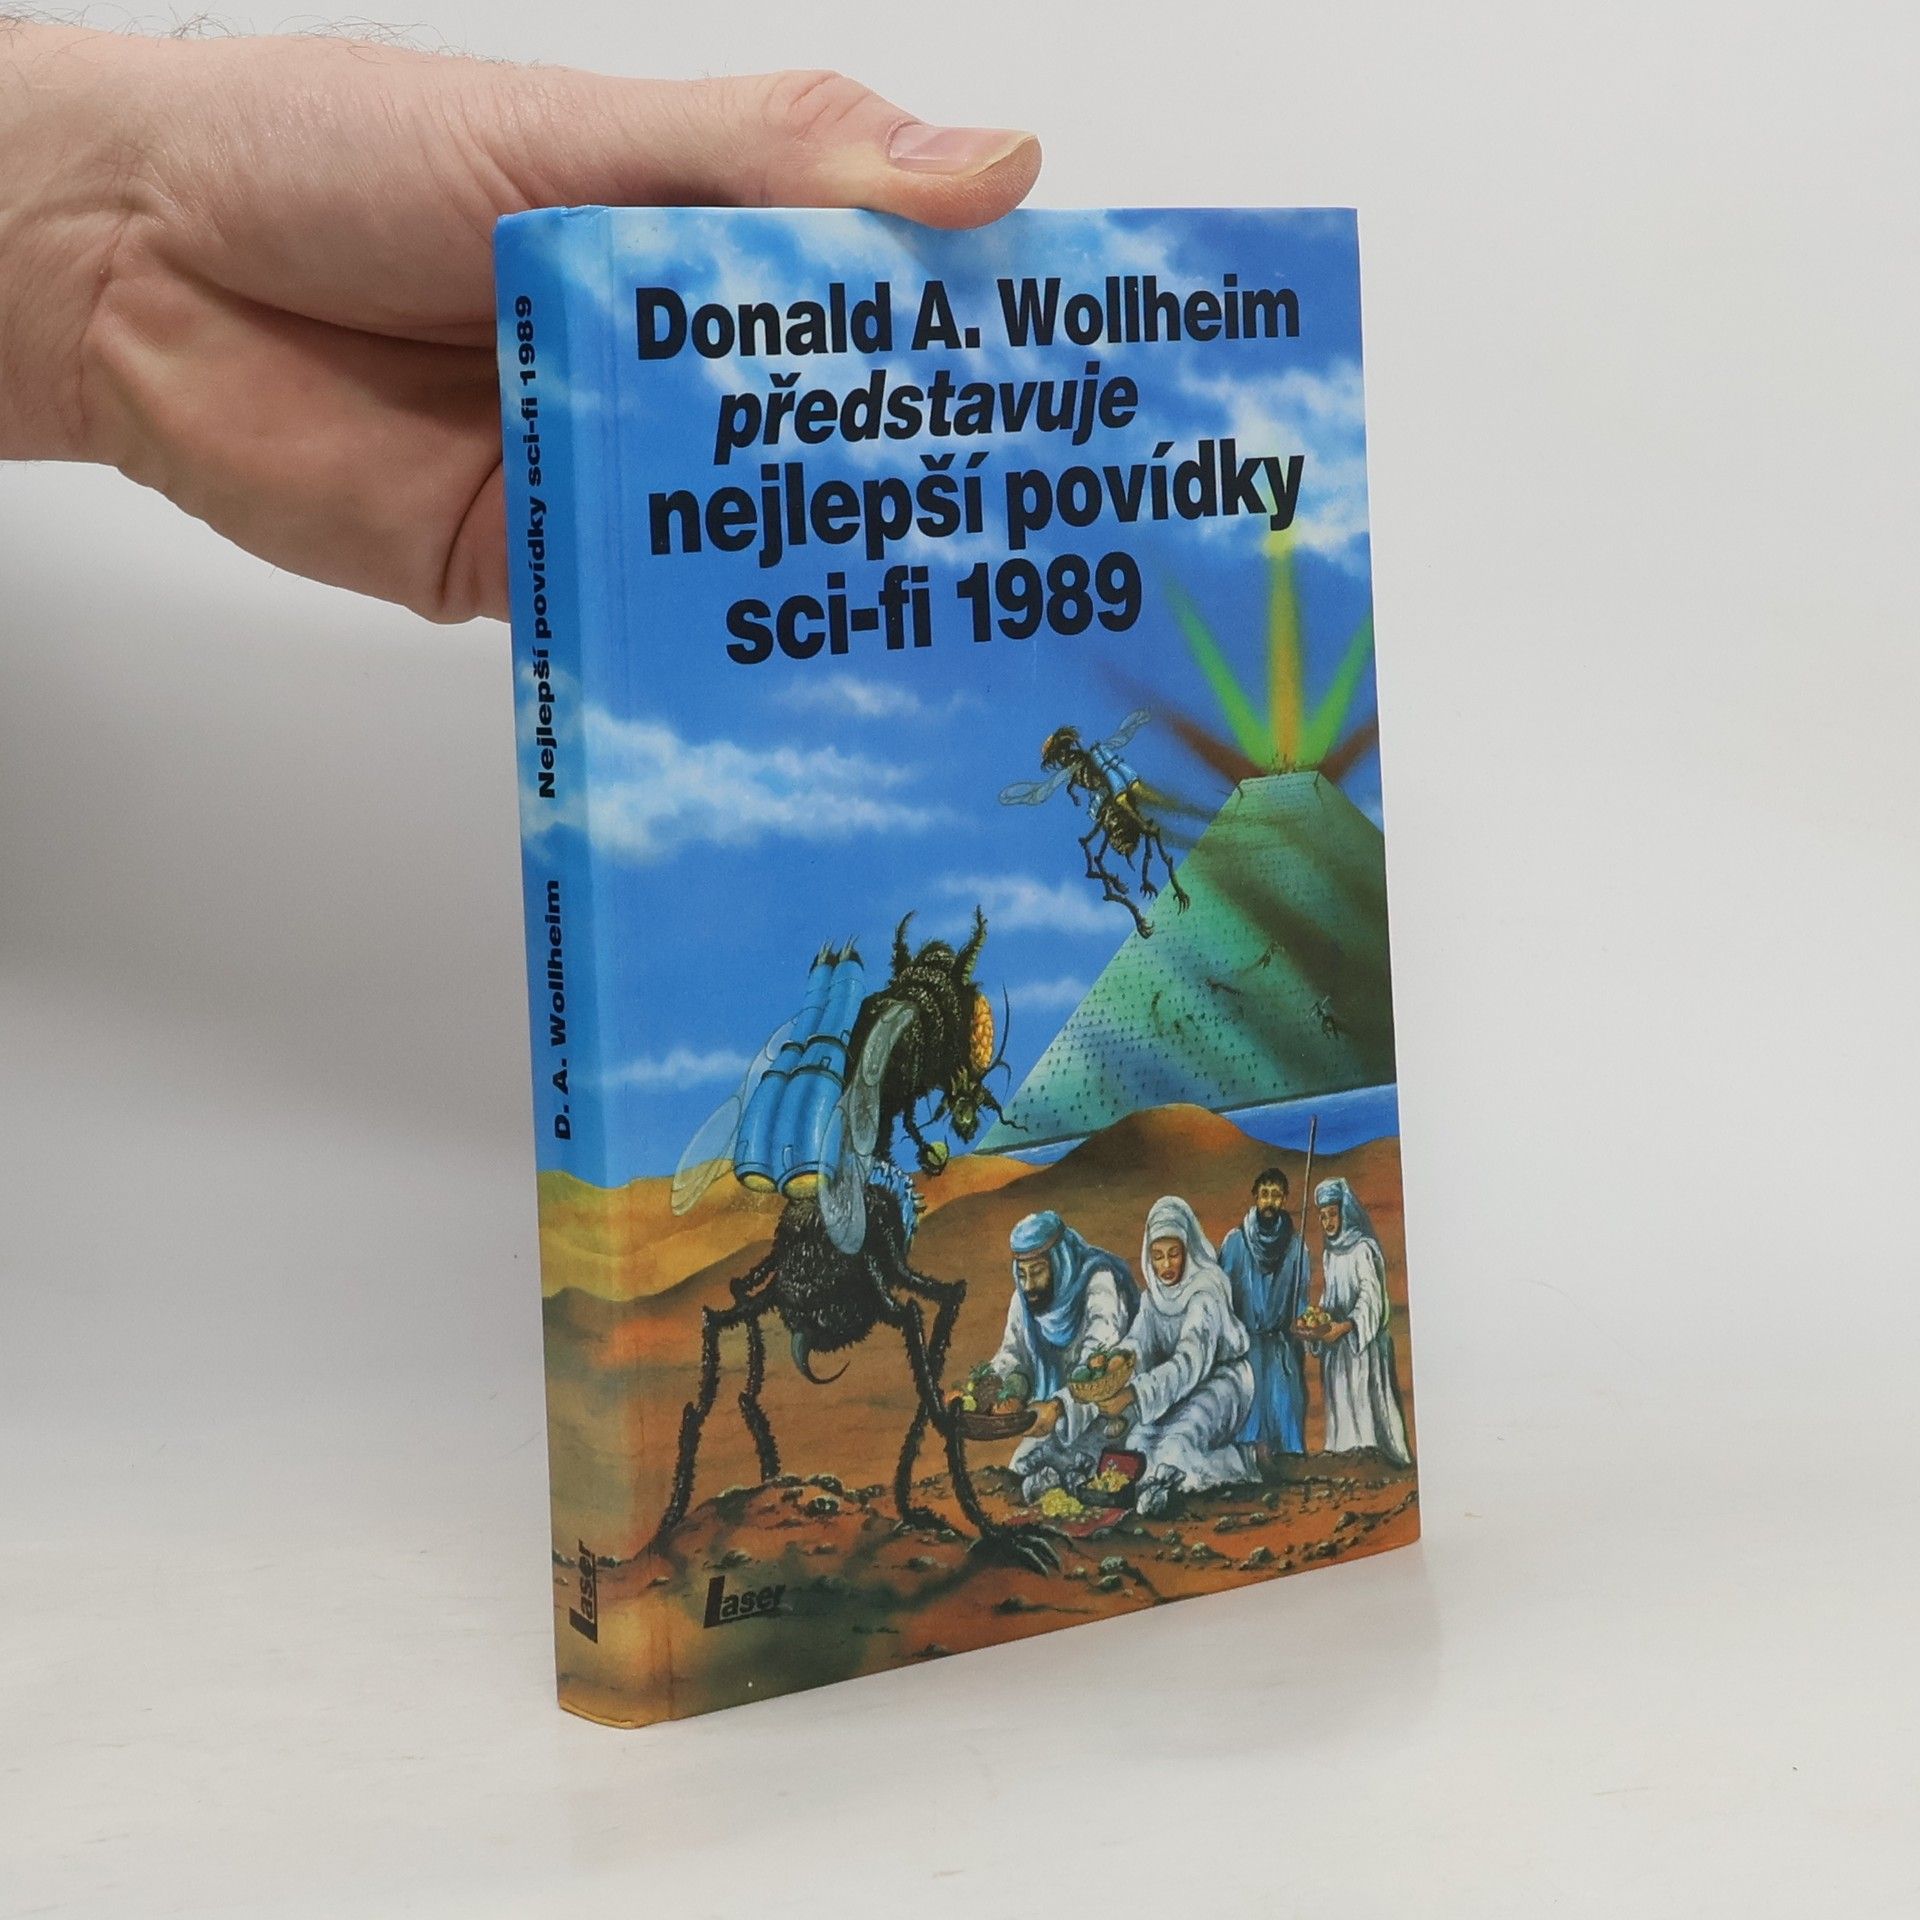 Donald A. Wollheim
představuje
nejlepší povídky
sci-fi 1989
Laser
D. A. Wollheim Nejlepší povídky sci-fi 1989
Laser